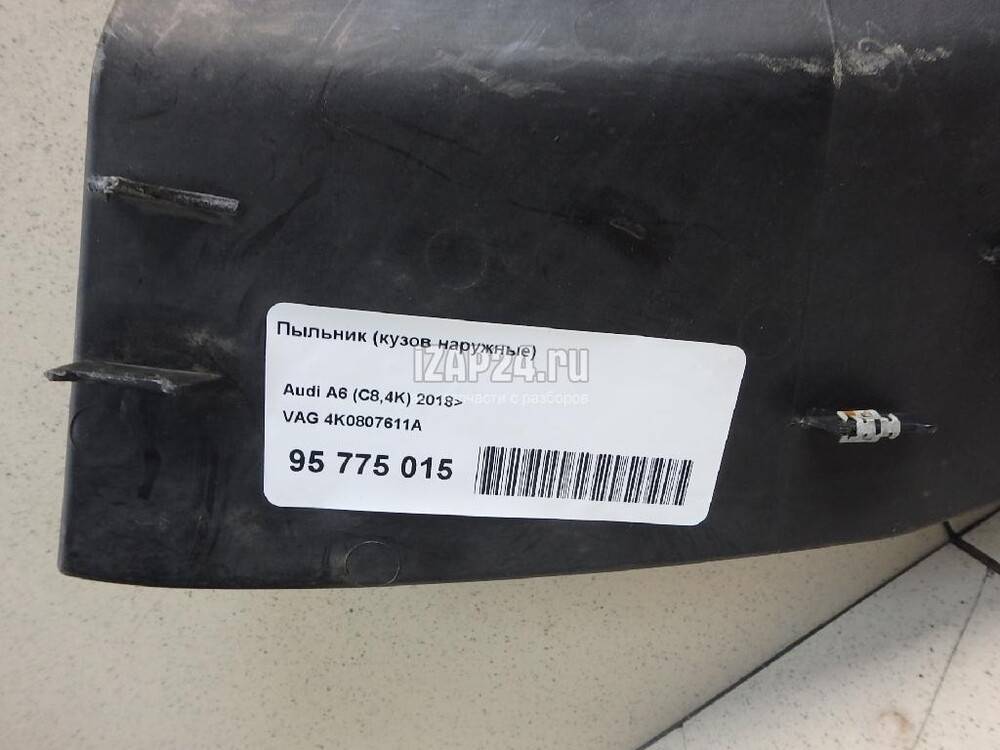 Пыльник (кузов наружные)
IZAP24.ru
запчасти с разборов
Audi A6 (C8,4K) 2018>
VAG 4K0807611A
95 775 015